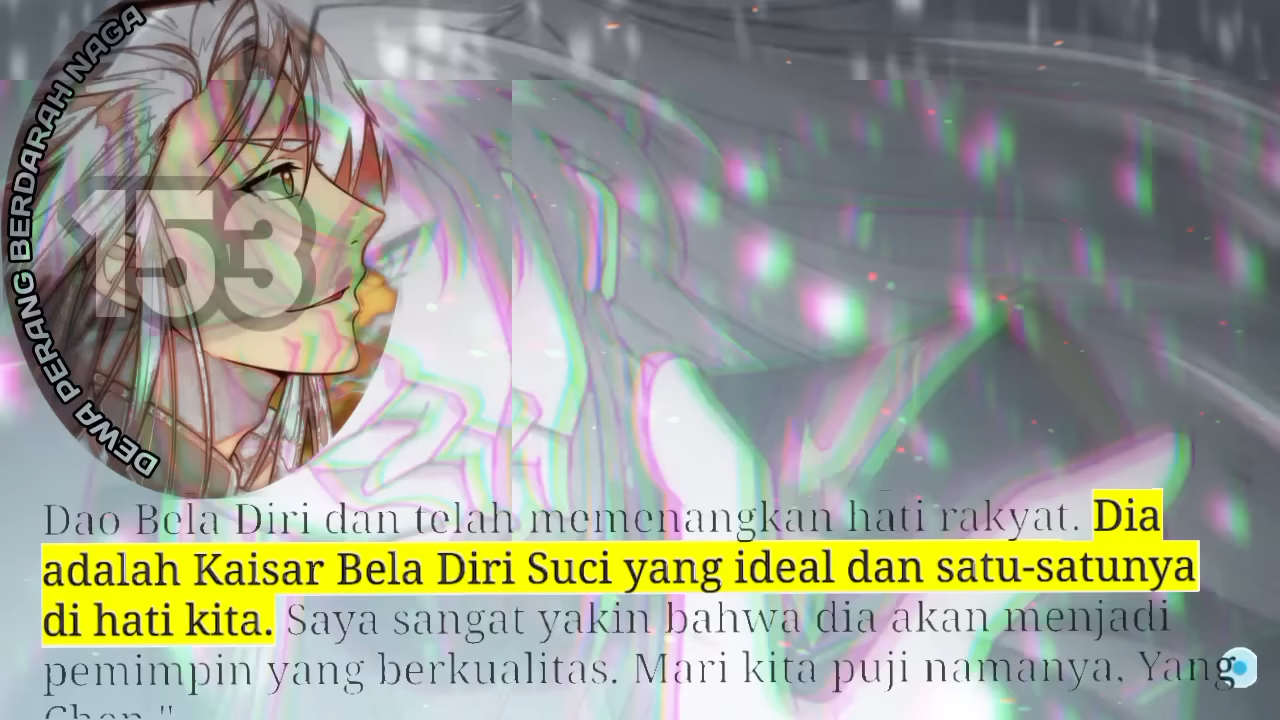 DEWA PERANG BERDARAH NAGA
153
Dao Bela Diri dan telah memenangkan hati rakyat. Dia
adalah Kaisar Bela Diri Suci yang ideal dan satu-satunya
di hati kita. Saya sangat yakin bahwa dia akan menjadi
pemimpin yang berkualitas. Mari kita puji namanya, Yang
Chen."